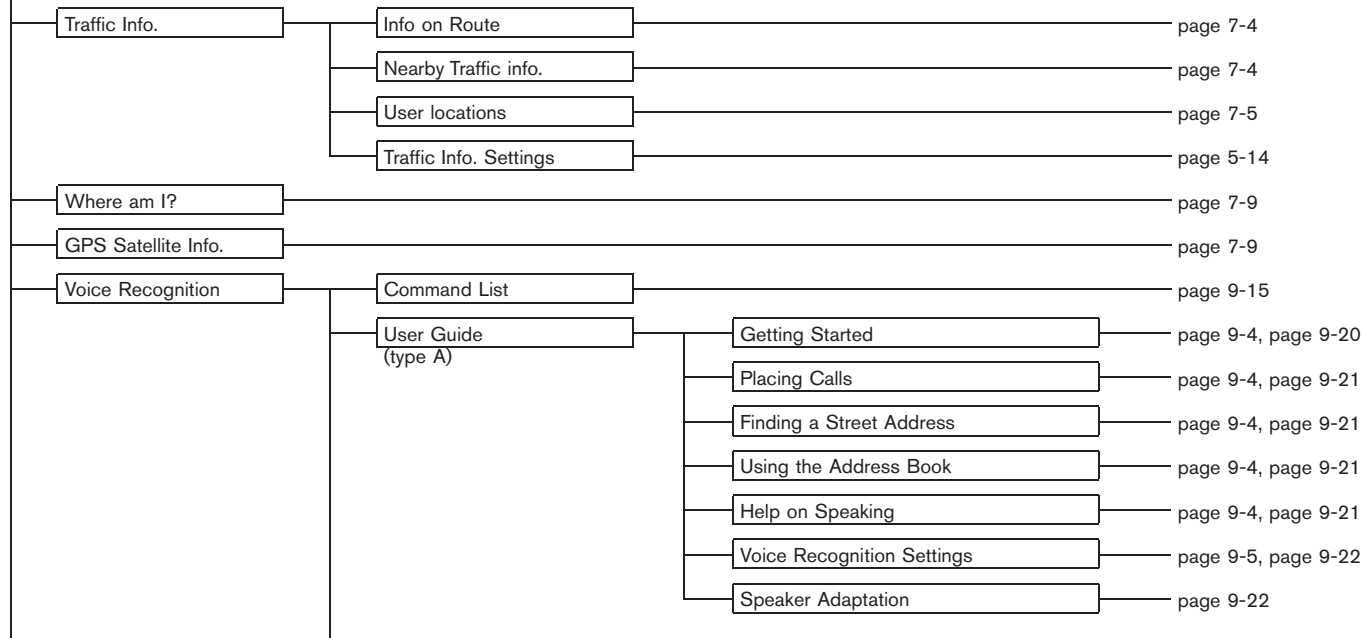 Traffic Info. Info on Route page 7-4
Nearby Traffic info. page 7-4
User locations page 7-5
Traffic Info. Settings page 5-14
Where am I? page 7-9
GPS Satellite Info. page 7-9
Voice Recognition Command List page 9-15
User Guide Getting Started page 9-4, page 9-20
(type A)
Placing Calls page 9-4, page 9-21
Finding a Street Address page 9-4, page 9-21
Using the Address Book page 9-4, page 9-21
Help on Speaking page 9-4, page 9-21
Voice Recognition Settings page 9-5, page 9-22
Speaker Adaptation page 9-22